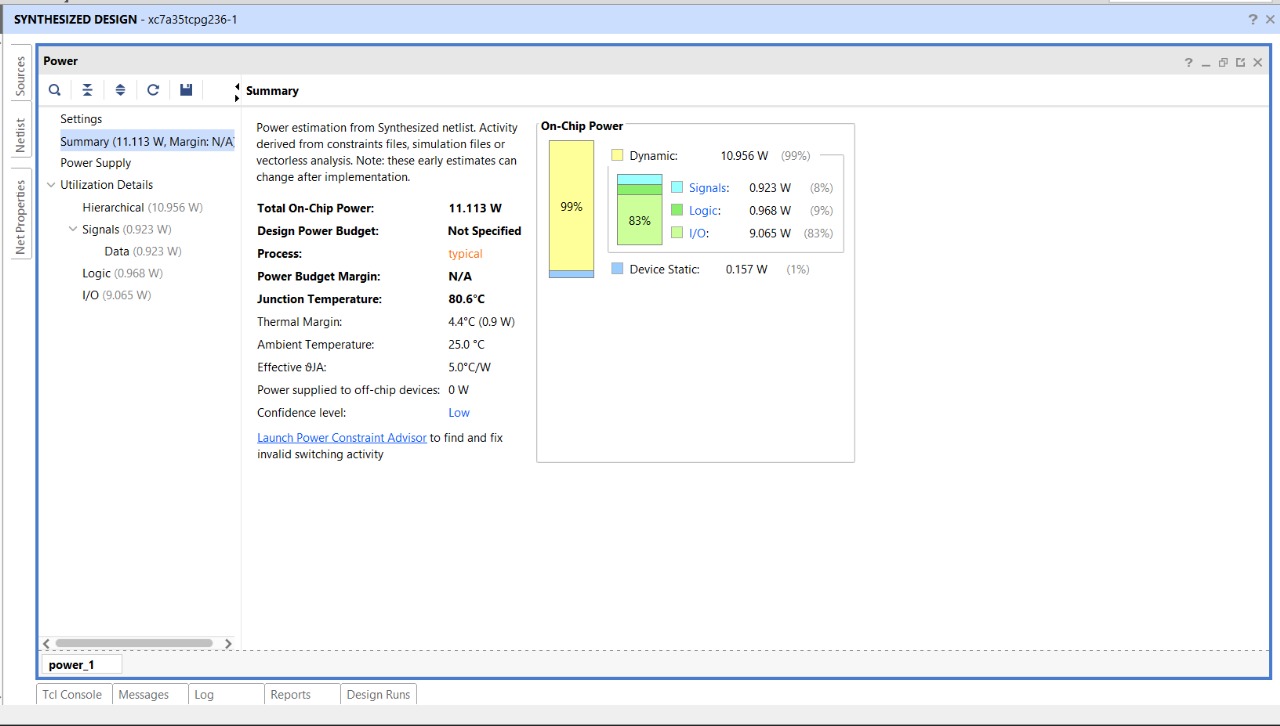 SYNTHESIZED DESIGN - xc7a35tcpg236-1
? ×
Sources
Netlist
Net Properties
Power
Summary
Settings
Summary (11.113 W, Margin: N/A
Power Supply
Utilization Details
Hierarchical (10.956 W)
Signals (0.923 W)
Data (0.923 W)
Logic (0.968 W)
I/O (9.065 W)
Power estimation from Synthesized netlist. Activity
derived from constraints files, simulation files or
vectorless analysis. Note: these early estimates can
change after implementation.
Total On-Chip Power: 11.113 W
Design Power Budget: Not Specified
Process: typical
Power Budget Margin: N/A
Junction Temperature: 80.6°C
Thermal Margin: 4.4°C (0.9 W)
Ambient Temperature: 25.0 °C
Effective ϑJA: 5.0°C/W
Power supplied to off-chip devices: 0 W
Confidence level: Low
Launch Power Constraint Advisor to find and fix
invalid switching activity
On-Chip Power
99%
Dynamic: 10.956 W (99%)
83%
Signals: 0.923 W (8%)
Logic: 0.968 W (9%)
I/O: 9.065 W (83%)
Device Static: 0.157 W (1%)
power_1
Tcl Console
Messages
Log
Reports
Design Runs